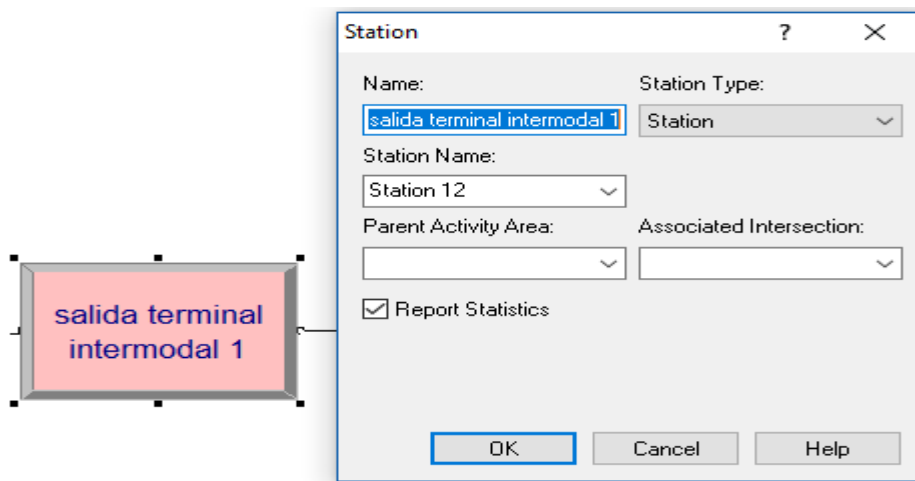 Station ? ×
Name: Station Type:
salida terminal intermodal 1 Station
Station Name:
Station 12
Parent Activity Area: Associated Intersection:
Report Statistics
salida terminal
intermodal 1
OK Cancel Help